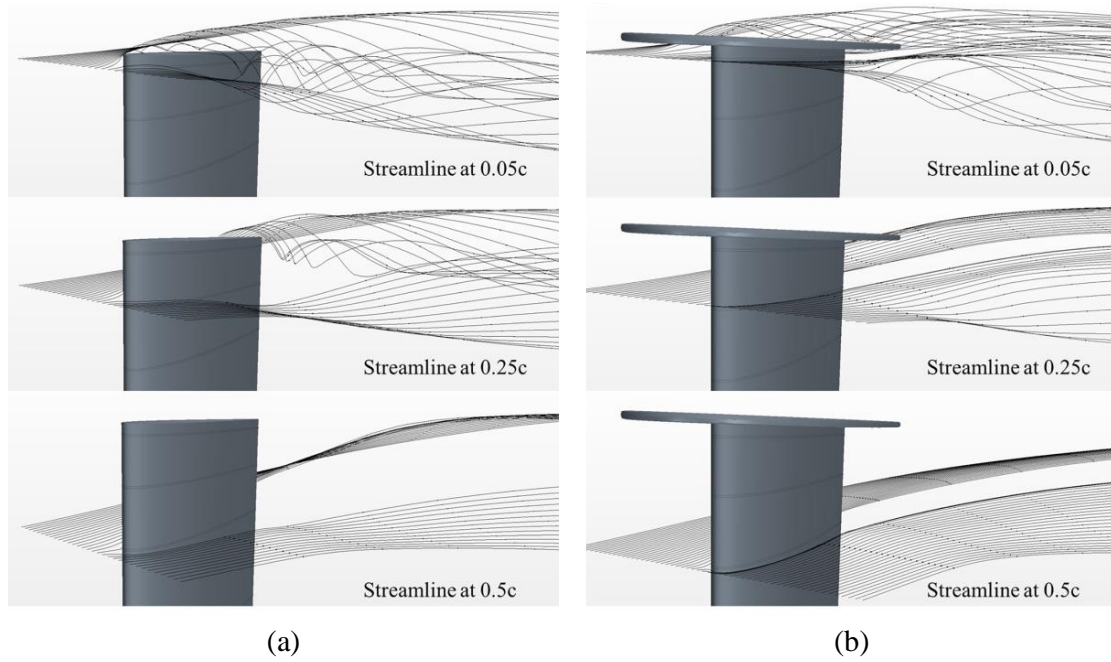 Streamline at 0.05c
Streamline at 0.05c
Streamline at 0.25c
Streamline at 0.25c
Streamline at 0.5c
Streamline at 0.5c
(a)
(b)